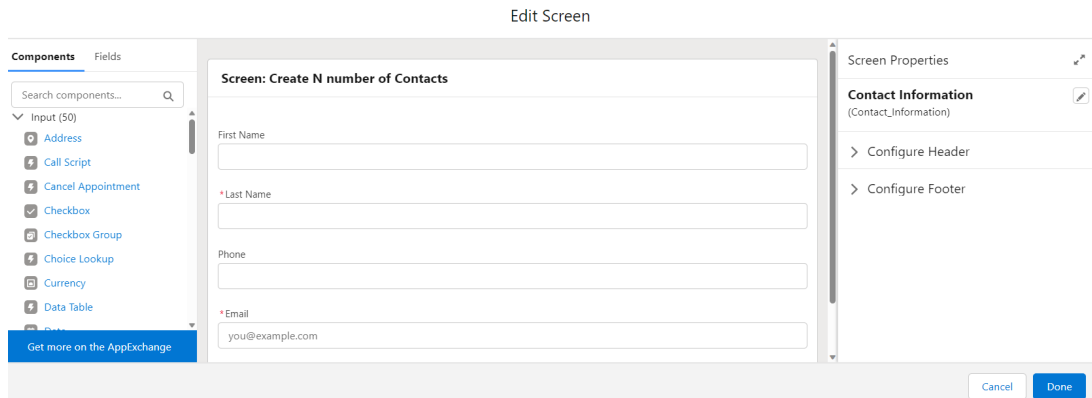 Edit Screen
Components Fields
Search components...
Input (50)
Address
Call Script
Cancel Appointment
Checkbox
Checkbox Group
Choice Lookup
Currency
Data Table
Get more on the AppExchange
Screen: Create N number of Contacts
First Name
*Last Name
Phone
*Email
you@example.com
Screen Properties
Contact Information
(Contact_Information)
Configure Header
Configure Footer
Cancel Done